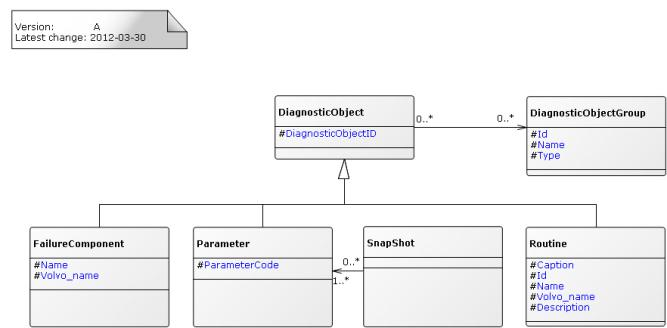 Version: A
Latest change: 2012-03-30
DiagnosticObject
#DiagnosticObjectID
0..*
0..*
DiagnosticObjectGroup
#Id
#Name
#Type
FailureComponent
#Name
#Volvo_name
Parameter
#ParameterCode
0..*
1..*
SnapShot
Routine
#Caption
#Id
#Name
#Volvo_name
#Description